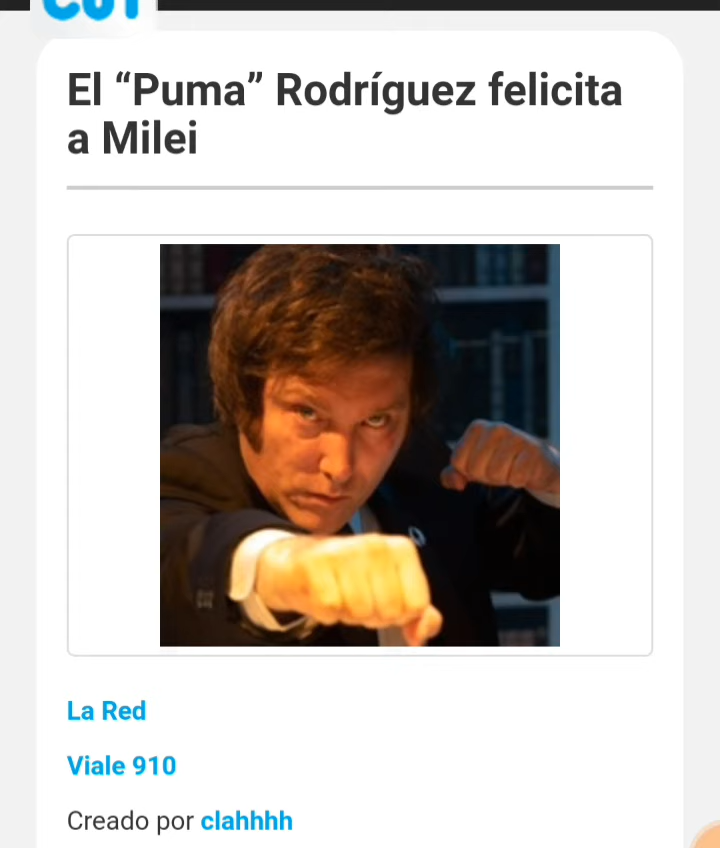 El “Puma” Rodríguez felicita
a Milei
La Red
Viale 910
Creado por clahhhh